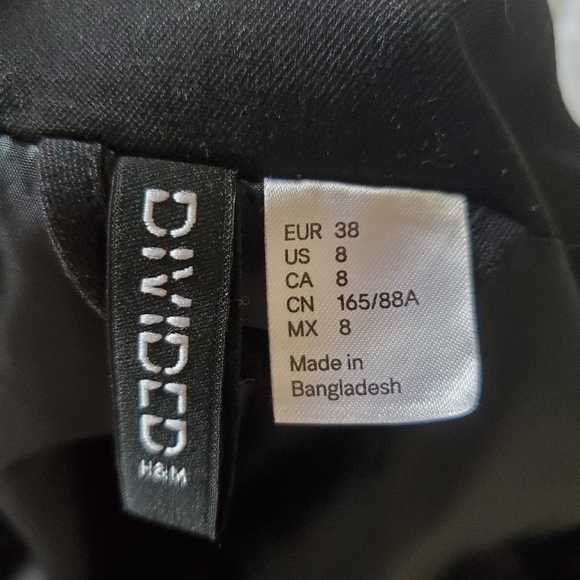 DIVIDED
H&M
EUR 38
US 8
CA 8
CN 165/88A
MX 8
Made in
Bangladesh